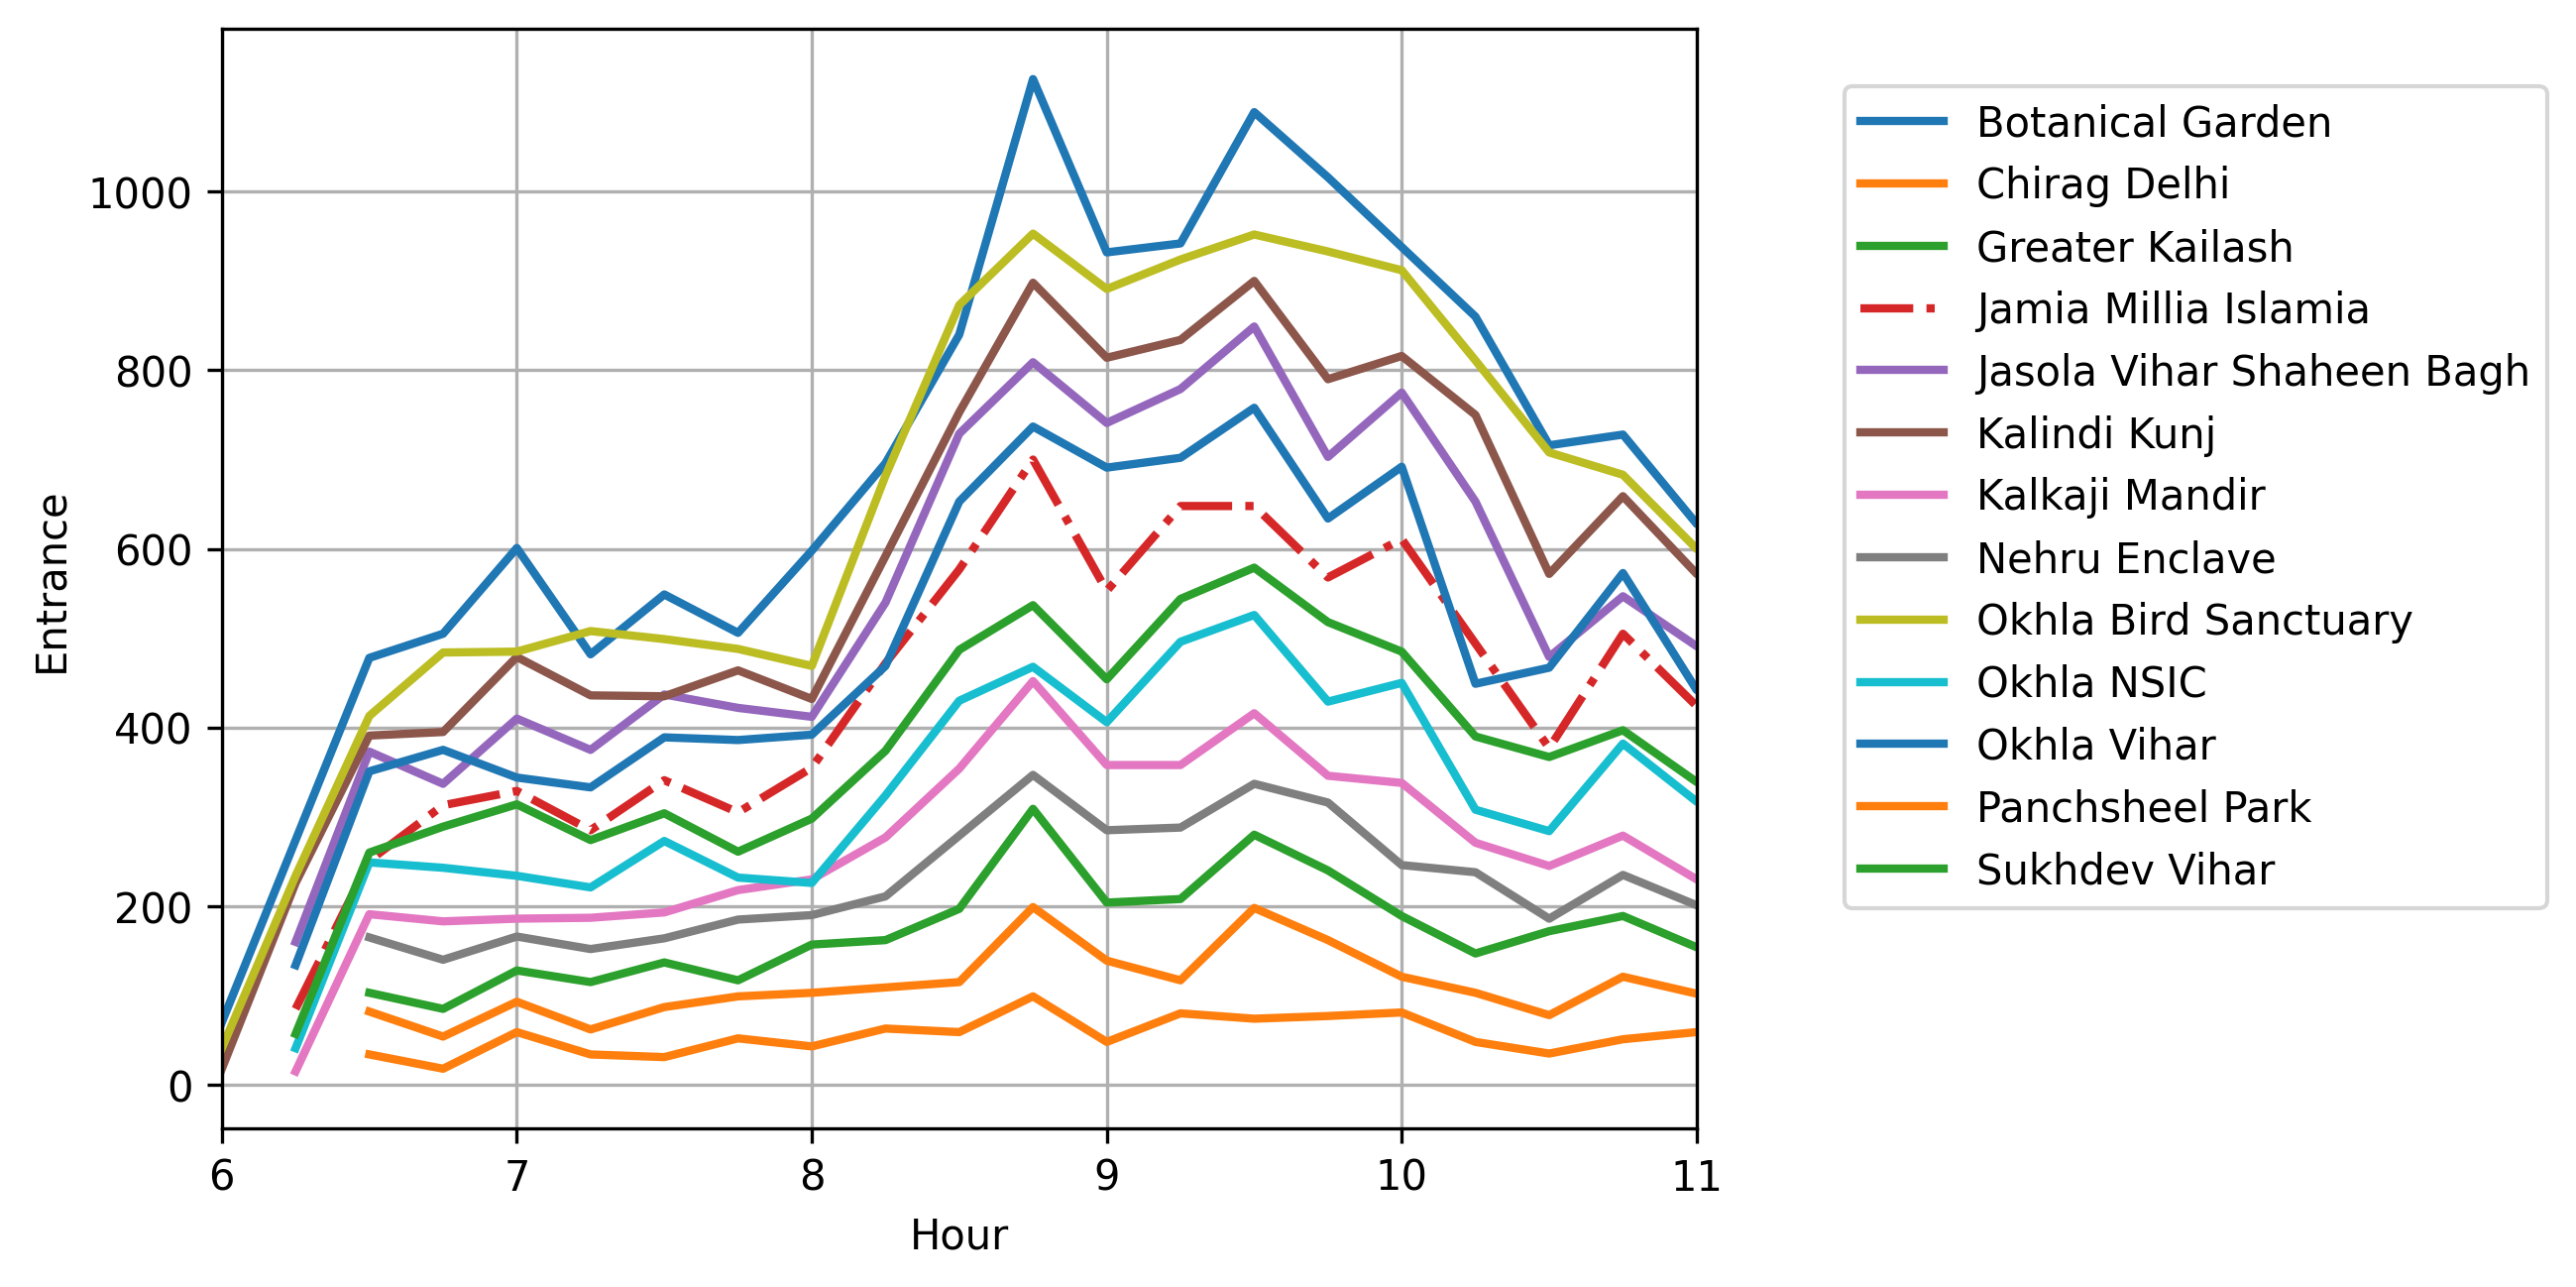 1000
800
600
400
200
0
Entrance
6 7 8 9 10 11
Hour
Botanical Garden
Chirag Delhi
Greater Kailash
Jamia Millia Islamia
Jasola Vihar Shaheen Bagh
Kalindi Kunj
Kalkaji Mandir
Nehru Enclave
Okhla Bird Sanctuary
Okhla NSIC
Okhla Vihar
Panchsheel Park
Sukhdev Vihar